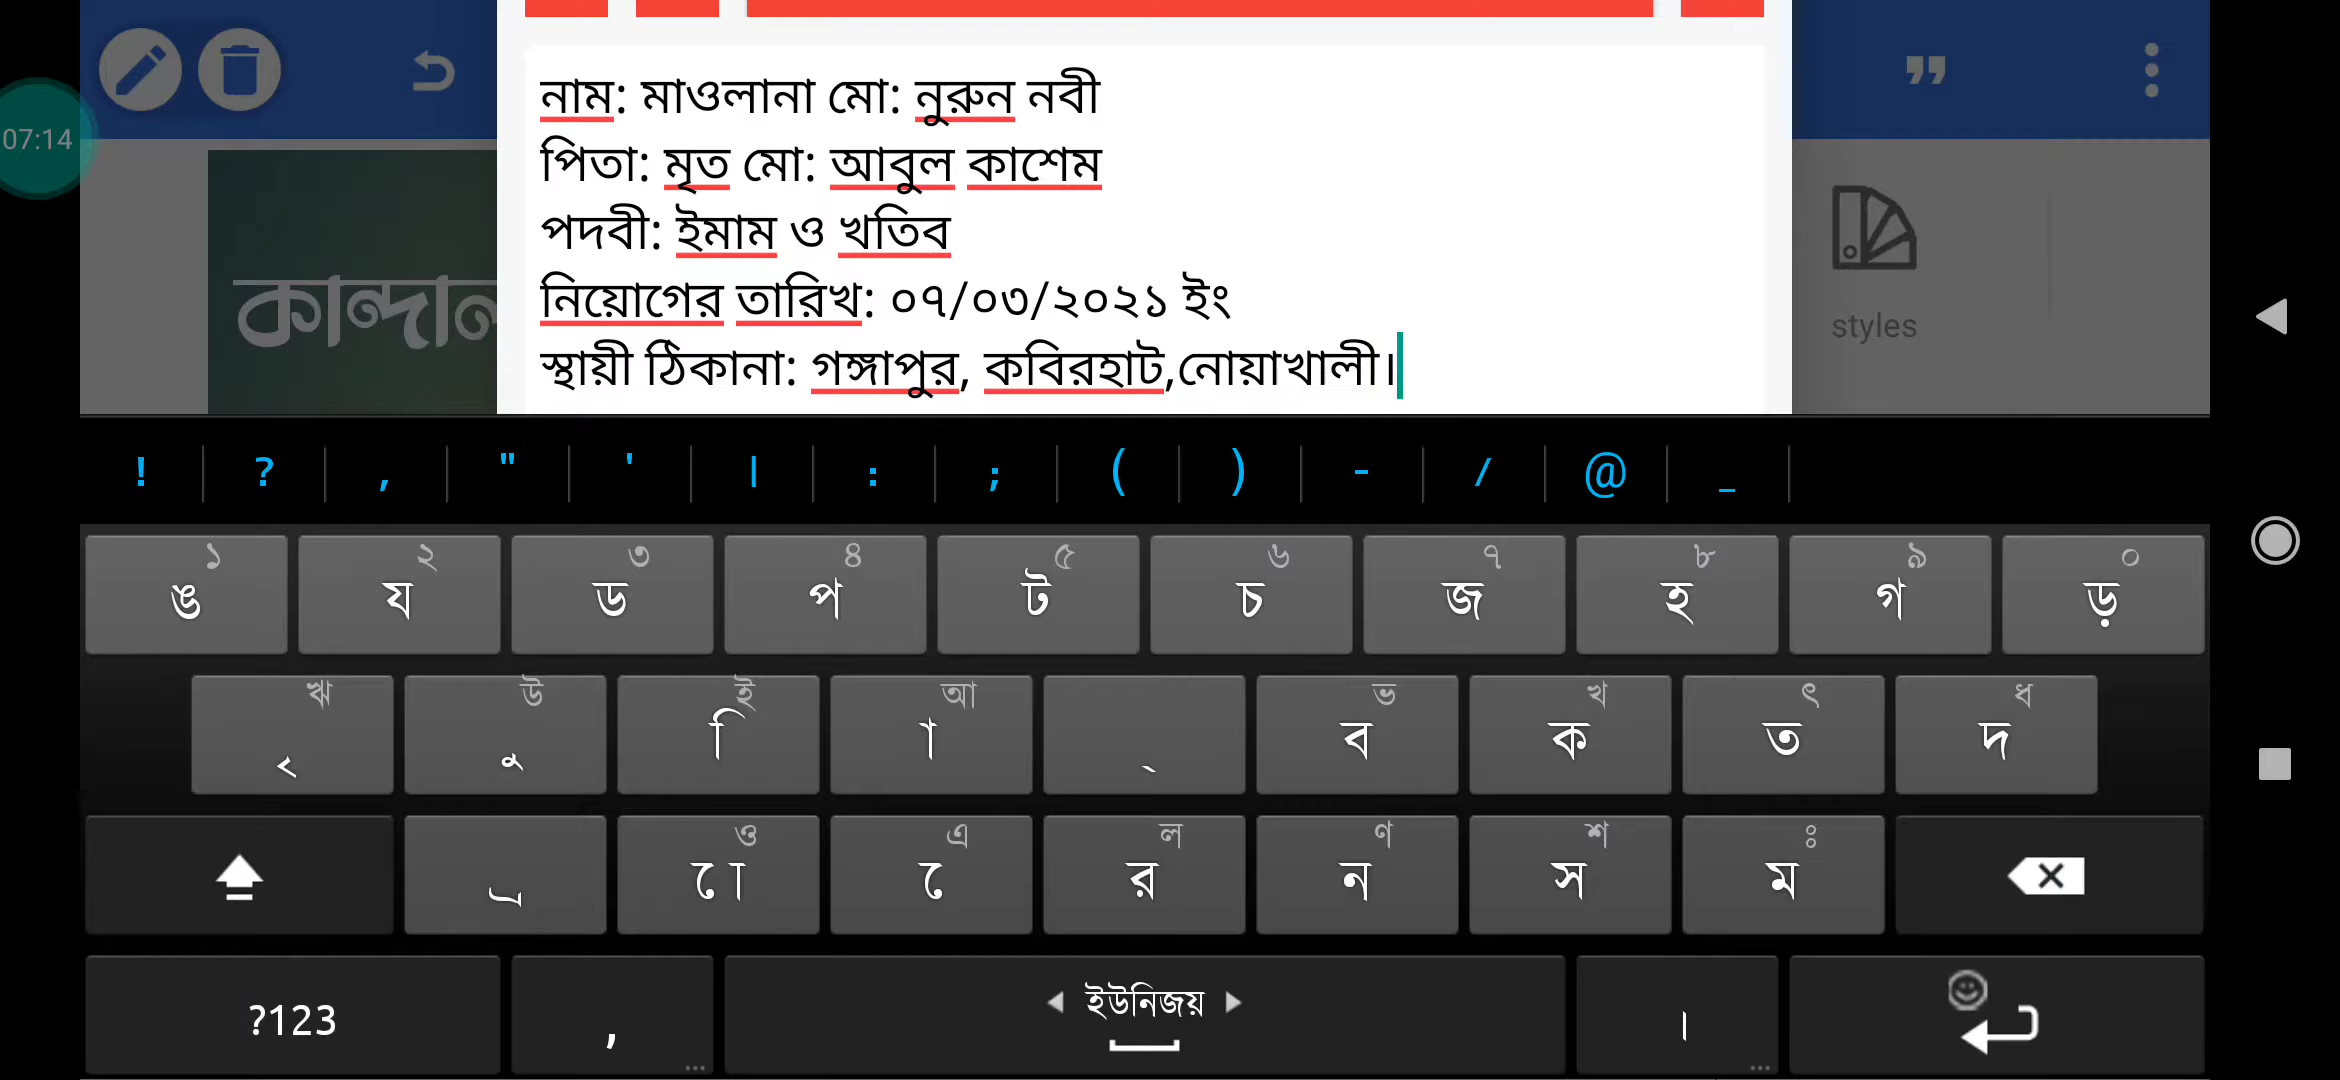 নাম: মাওলানা মো: নুরুন নবী
পিতা: মৃত মো: আবুল কাশেম
পদবী: ইমাম ও খতিব
নিয়োগের তারিখ: ০৭/০৩/২০২১ ইং
স্থায়ী ঠিকানা: গঙ্গাপুর, কবিরহাট,নোয়াখালী।
07:14
styles
! ? , " ' | : ; ( ) - / @ _
১ ২ ৩ ৪ ৫ ৬ ৭ ৮ ৯ ০
ঙ য ড প ট চ জ হ গ ড়
ঋ উ ই আ ভ খ ৎ ধ
ৃ ু ি া ্ ব ক ত দ
ও এ ল ণ শ ঃ
্র ো ে র ন স ম
?123 , ইউনিজয় ।